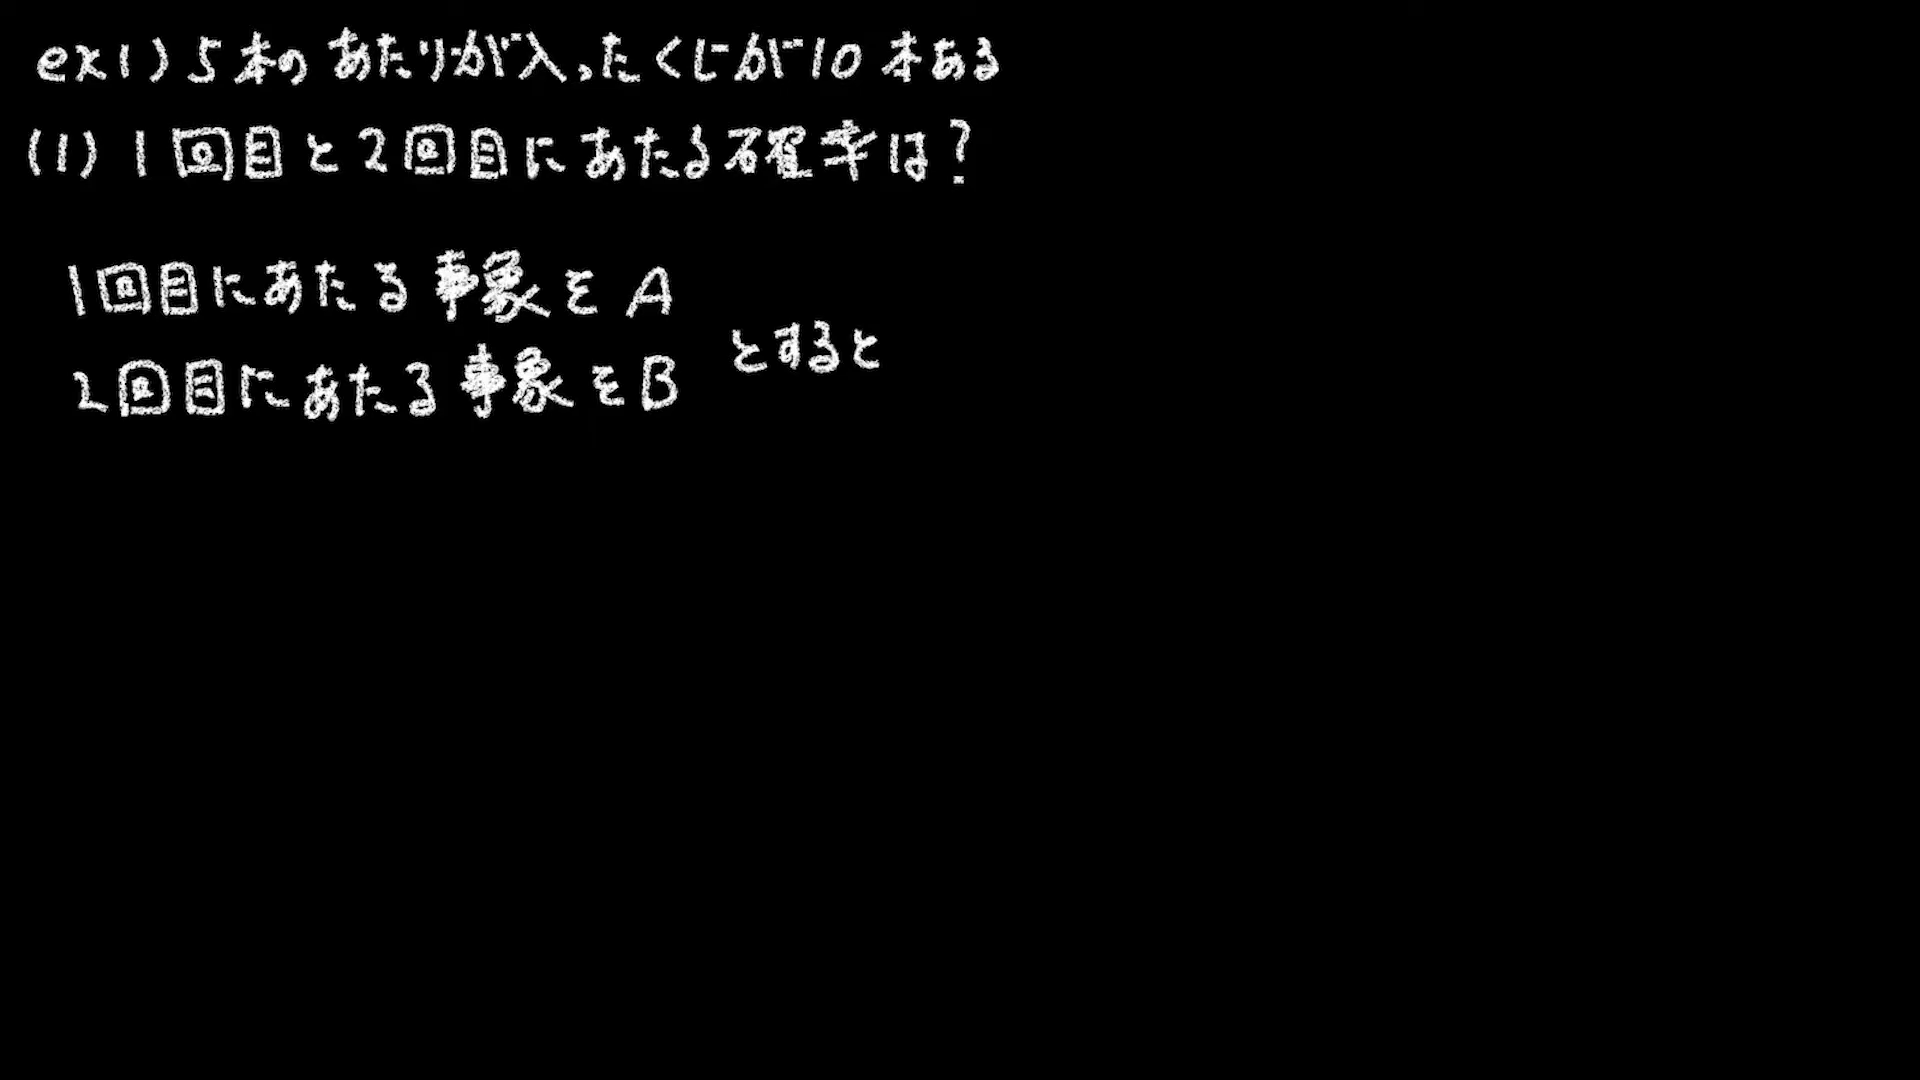 ex1) 5本のあたりが入ったくじが10本ある
(1) 1回目と2回目にあたる確率は?
1回目にあたる事象をA
2回目にあたる事象をB
とすると